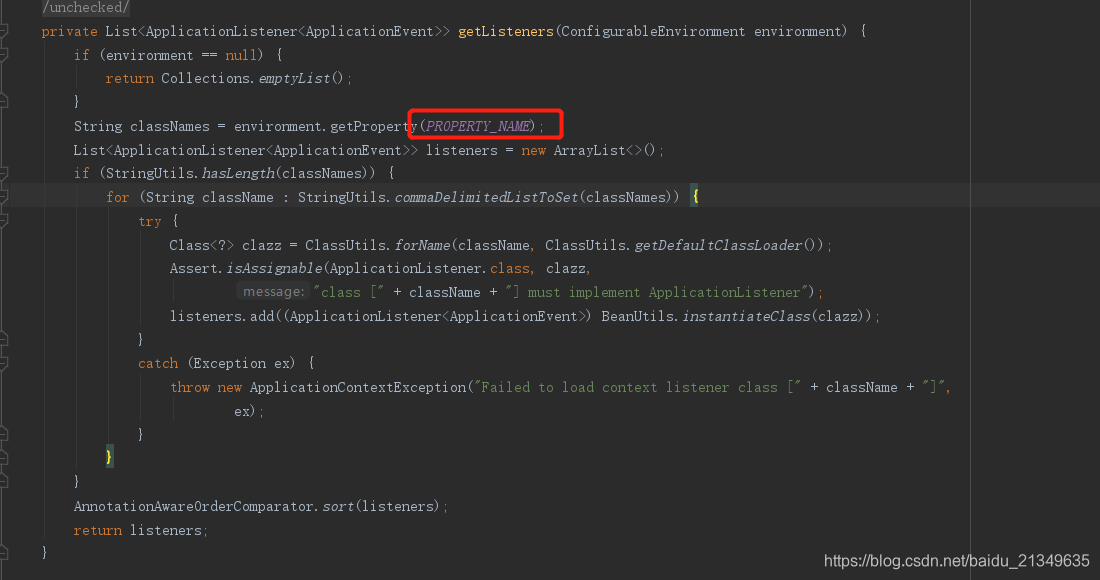 /unchecked/
private List<ApplicationListener<ApplicationEvent>> getListeners(ConfigurableEnvironment environment) {
if (environment == null) {
return Collections.emptyList();
}
String classNames = environment.getProperty(PROPERTY_NAME);
List<ApplicationListener<ApplicationEvent>> listeners = new ArrayList<>();
if (StringUtils.hasLength(classNames)) {
for (String className : StringUtils.commaDelimitedListToSet(classNames)) {
try {
Class<?> clazz = ClassUtils.forName(className, ClassUtils.getDefaultClassLoader());
Assert.isAssignable(ApplicationListener.class, clazz,
message: "class [" + className + "] must implement ApplicationListener");
listeners.add((ApplicationListener<ApplicationEvent>) BeanUtils.instantiateClass(clazz));
}
catch (Exception ex) {
throw new ApplicationContextException("Failed to load context listener class [" + className + "]",
ex);
}
}
}
AnnotationAwareOrderComparator.sort(listeners);
return listeners;
}
https://blog.csdn.net/baidu_21349635